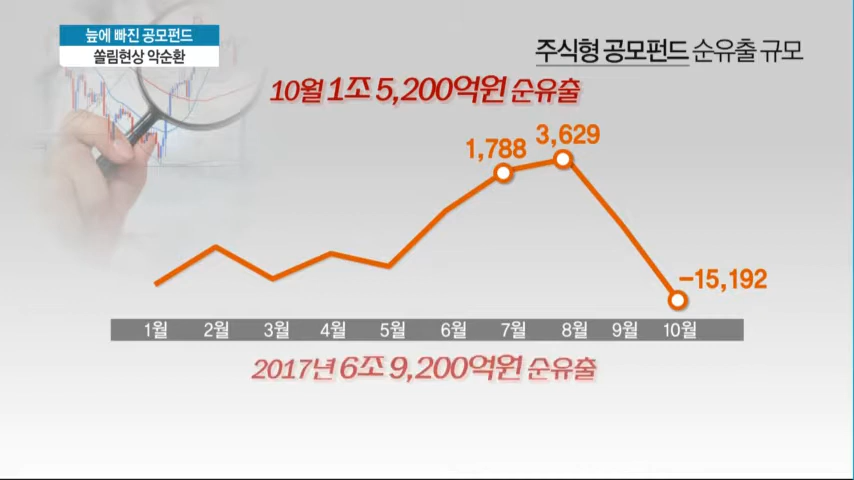 늪에 빠진 공모펀드
쏠림현상 악순환
주식형 공모펀드 순유출 규모
10월 1조 5,200억원 순유출
1,788
3,629
-15,192
1월 2월 3월 4월 5월 6월 7월 8월 9월 10월
2017년 6조 9,200억원 순유출